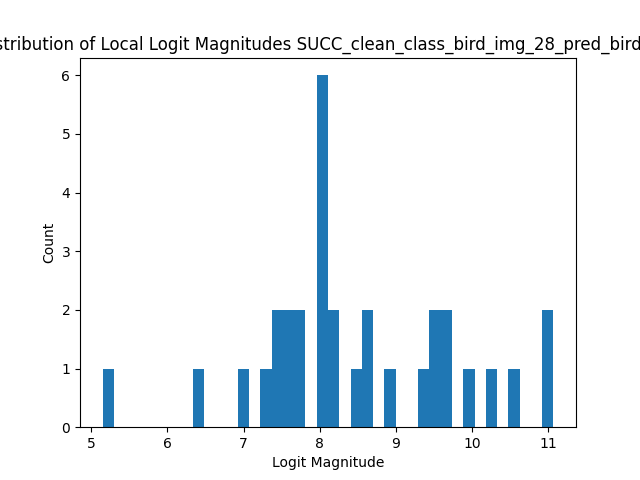 stribution of Local Logit Magnitudes SUCC_clean_class_bird_img_28_pred_bird
6
5
4
3
2
1
0
Count
5 6 7 8 9 10 11
Logit Magnitude